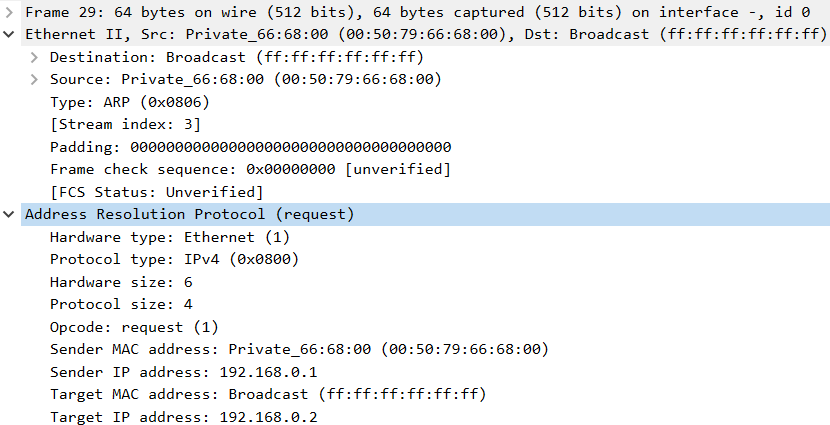 Frame 29: 64 bytes on wire (512 bits), 64 bytes captured (512 bits) on interface -, id 0
Ethernet II, Src: Private_66:68:00 (00:50:79:66:68:00), Dst: Broadcast (ff:ff:ff:ff:ff:ff)
Destination: Broadcast (ff:ff:ff:ff:ff:ff)
Source: Private_66:68:00 (00:50:79:66:68:00)
Type: ARP (0x0806)
[Stream index: 3]
Padding: 000000000000000000000000000000000000
Frame check sequence: 0x00000000 [unverified]
[FCS Status: Unverified]
Address Resolution Protocol (request)
Hardware type: Ethernet (1)
Protocol type: IPv4 (0x0800)
Hardware size: 6
Protocol size: 4
Opcode: request (1)
Sender MAC address: Private_66:68:00 (00:50:79:66:68:00)
Sender IP address: 192.168.0.1
Target MAC address: Broadcast (ff:ff:ff:ff:ff:ff)
Target IP address: 192.168.0.2